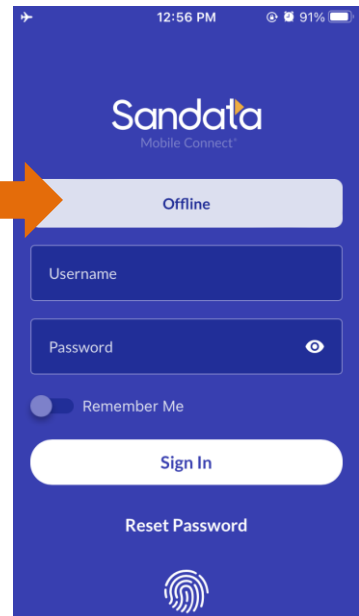 12:56 PM 91%
Sandata
Mobile Connect
Offline
Username
Password
Remember Me
Sign In
Reset Password